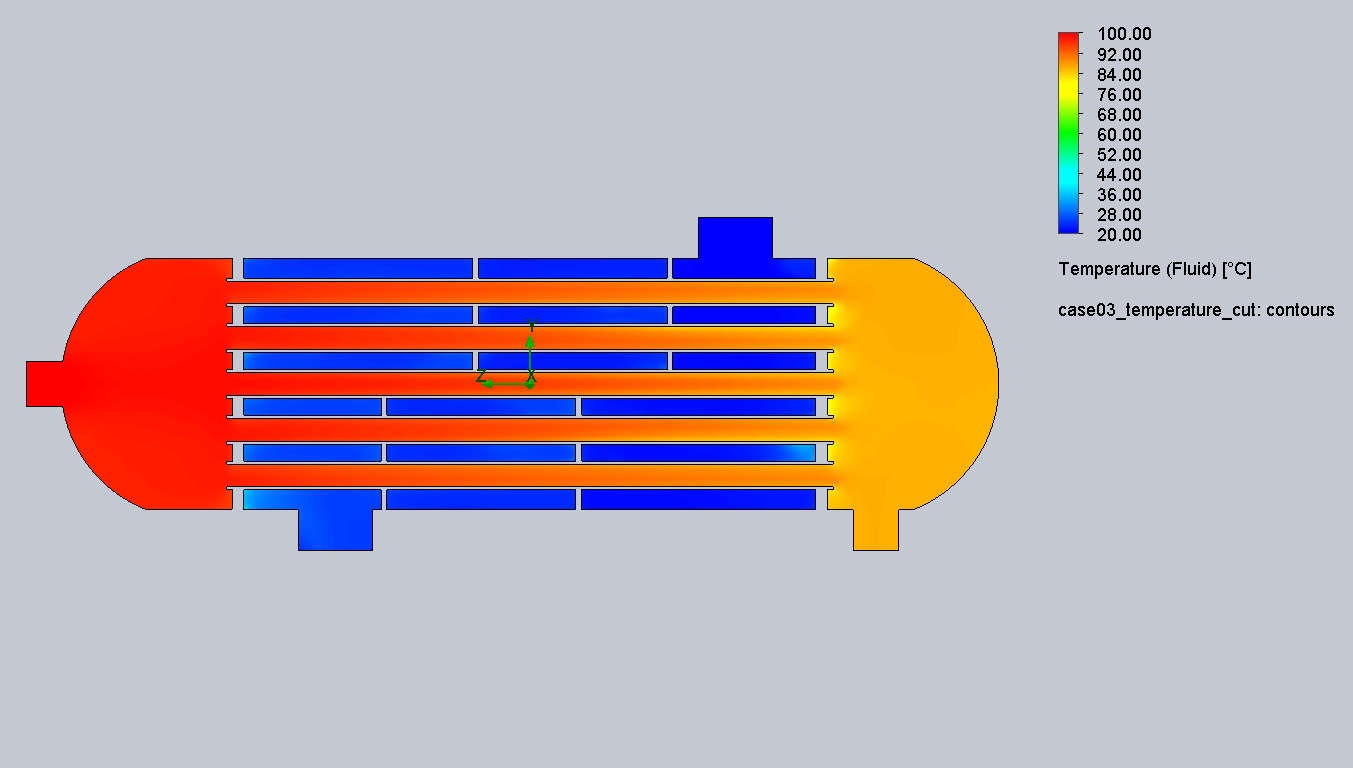 100.00
92.00
84.00
76.00
68.00
60.00
52.00
44.00
36.00
28.00
20.00
Temperature (Fluid) [°C]
case03_temperature_cut: contours
Y
Z
X